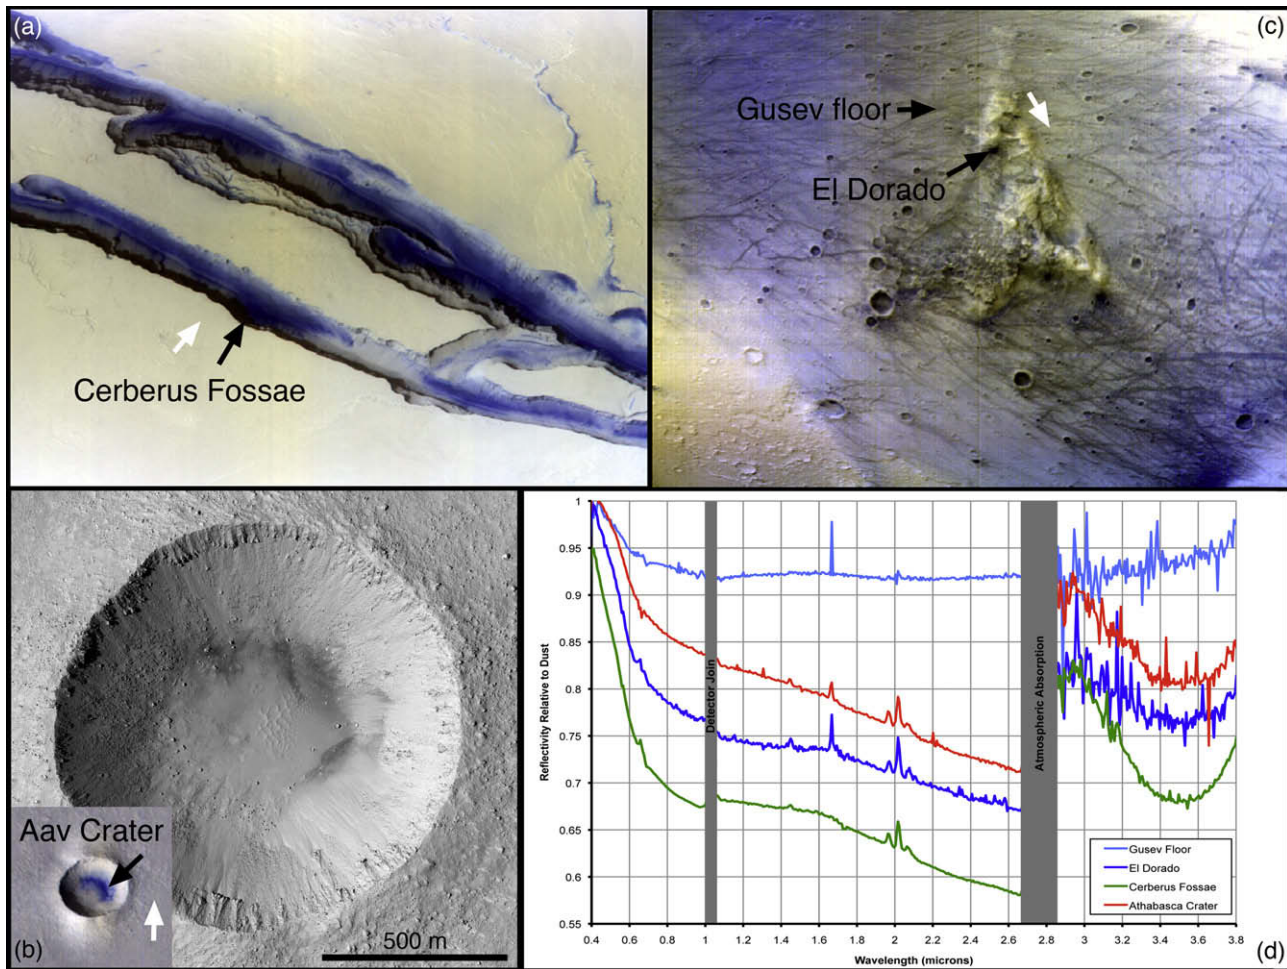 (a)
Cerberus Fossae
(c)
Gusev floor
El Dorado
Aav Crater
(b)
500 m
Reflectivity Relative to Dust
1
0.95
0.9
0.85
0.8
0.75
0.7
0.65
0.6
0.55
Detector Join
Atmospheric Absorption
Gusev Floor
El Dorado
Cerberus Fossae
Athabasca Crater
0.4 0.6 0.8 1 1.2 1.4 1.6 1.8 2 2.2 2.4 2.6 2.8 3 3.2 3.4 3.6 3.8
Wavelength (microns)
(d)